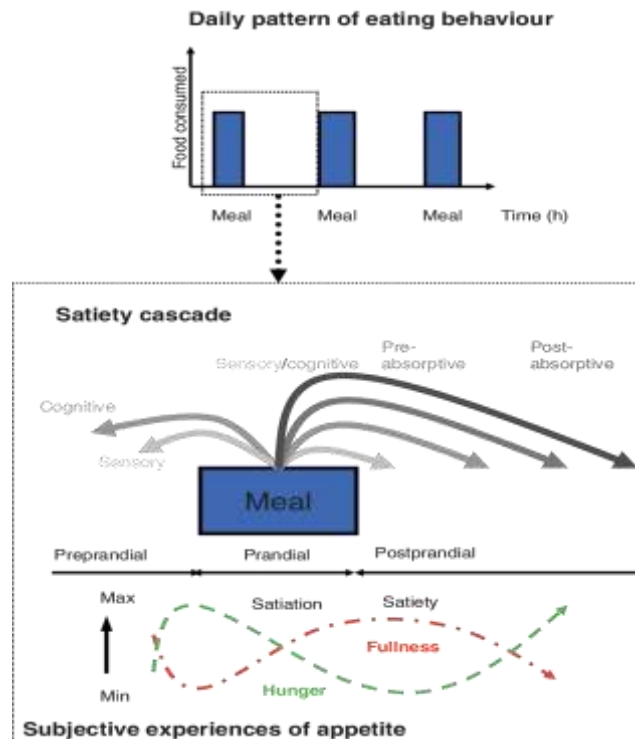 Daily pattern of eating behaviour
Food consumed
Meal
Meal
Meal
Time (h)
Satiety cascade
Sensory/cognitive
Pre-
absorptive
Post-
absorptive
Cognitive
Sensory
Meal
Preprandial
Prandial
Postprandial
Max
Satiation
Satiety
Fullness
Min
Hunger
Subjective experiences of appetite